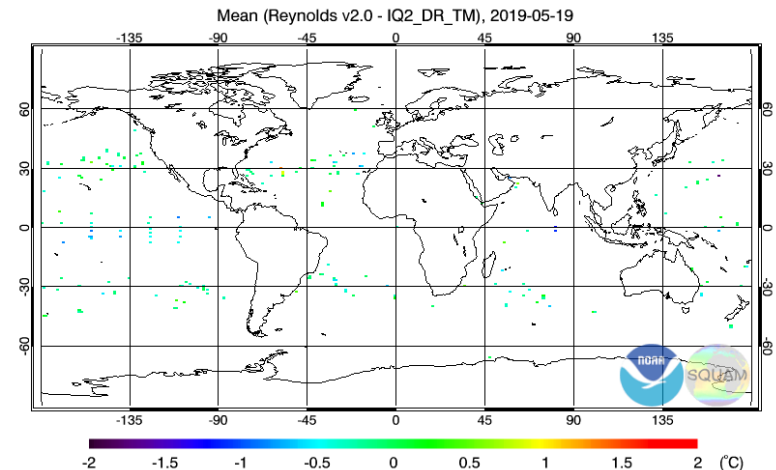 Mean (Reynolds v2.0 - IQ2_DR_TM), 2019-05-19
-135 -90 -45 0 45 90 135
60 60
30 30
0 0
-30 -30
-60 -60
noaa
SQUAM
-135 -90 -45 0 45 90 135
-2 -1.5 -1 -0.5 0 0.5 1 1.5 2 (°C)